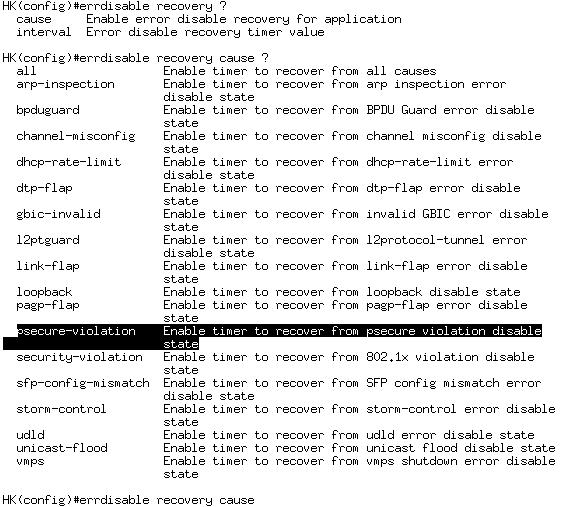 HK(config)#errdisable recovery ?
cause Enable error disable recovery for application
interval Error disable recovery timer value
HK(config)#errdisable recovery cause ?
all Enable timer to recover from all causes
arp-inspection Enable timer to recover from arp inspection error
disable state
bpduguard Enable timer to recover from BPDU Guard error disable
state
channel-misconfig Enable timer to recover from channel misconfig disable
state
dhcp-rate-limit Enable timer to recover from dhcp-rate-limit error
disable state
dtp-flap Enable timer to recover from dtp-flap error disable
state
gbic-invalid Enable timer to recover from invalid GBIC error disable
state
l2ptguard Enable timer to recover from l2protocol-tunnel error
disable state
link-flap Enable timer to recover from link-flap error disable
state
loopback Enable timer to recover from loopback disable state
pagp-flap Enable timer to recover from pagp-flap error disable
state
psecure-violation Enable timer to recover from psecure violation disable
state
security-violation Enable timer to recover from 802.1x violation disable
state
sfp-config-mismatch Enable timer to recover from SFP config mismatch error
disable state
storm-control Enable timer to recover from storm-control error disable
state
udld Enable timer to recover from udld error disable state
unicast-flood Enable timer to recover from unicast flood disable state
vmps Enable timer to recover from vmps shutdown error disable
state
HK(config)#errdisable recovery cause